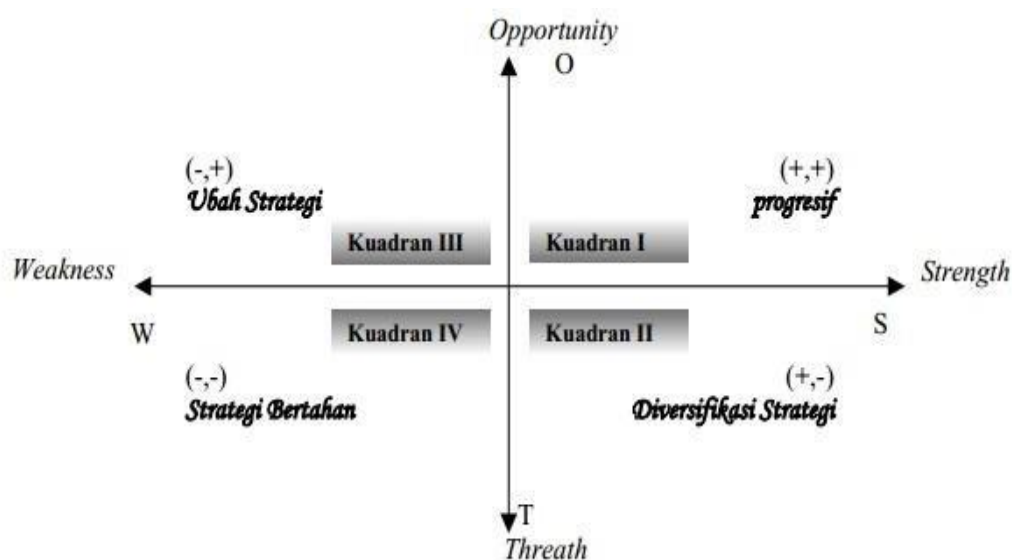 Opportunity
O
(-,+)
Ubah Strategi
(+,+)
progresif
Kuadran III
Kuadran I
Weakness
Strength
W
S
Kuadran IV
Kuadran II
(-,-)
Strategi Bertahan
(+,-)
Diversifikasi Strategi
T
Threath